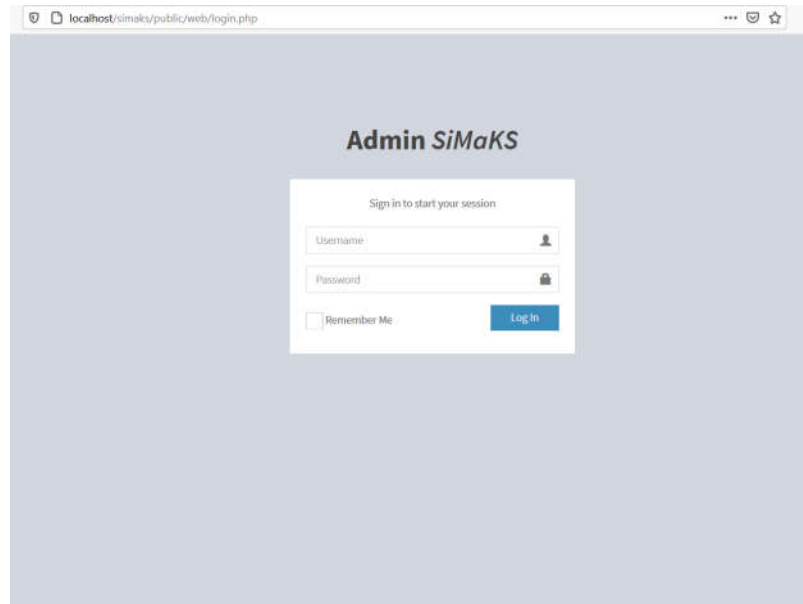 localhost/simaks/public/web/login.php
Admin SiMaKS
Sign in to start your session
Username
Password
Remember Me
Log In